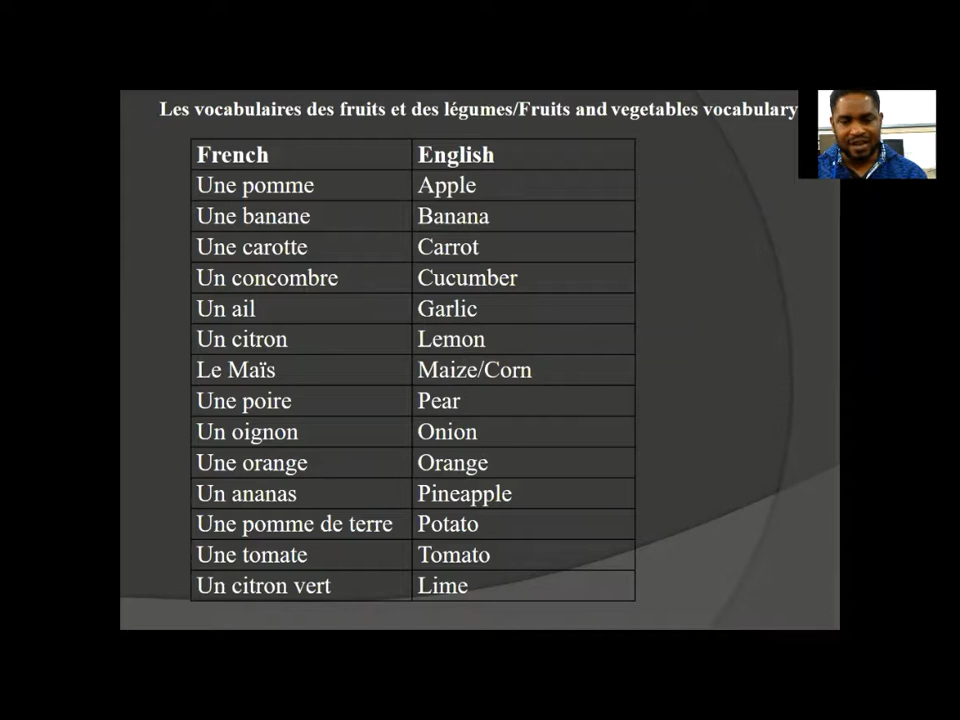 Les vocabulaires des fruits et des légumes/Fruits and vegetables vocabulary
French English
Une pomme Apple
Une banane Banana
Une carotte Carrot
Un concombre Cucumber
Un ail Garlic
Un citron Lemon
Le Maïs Maize/Corn
Une poire Pear
Un oignon Onion
Une orange Orange
Un ananas Pineapple
Une pomme de terre Potato
Une tomate Tomato
Un citron vert Lime